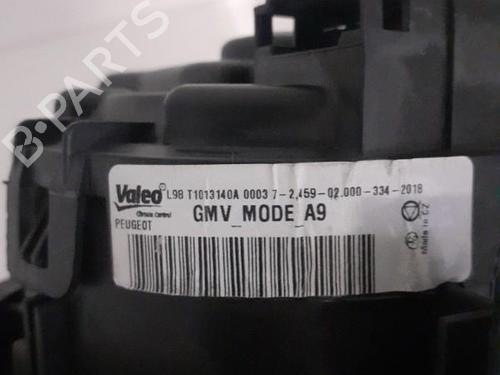 B-PARTS
Valeo L98 T1013140A 0003 7-2,459-02.000-334-2018
Climate Control
PEUGEOT
GMV_MODE_A9
Made in CZ